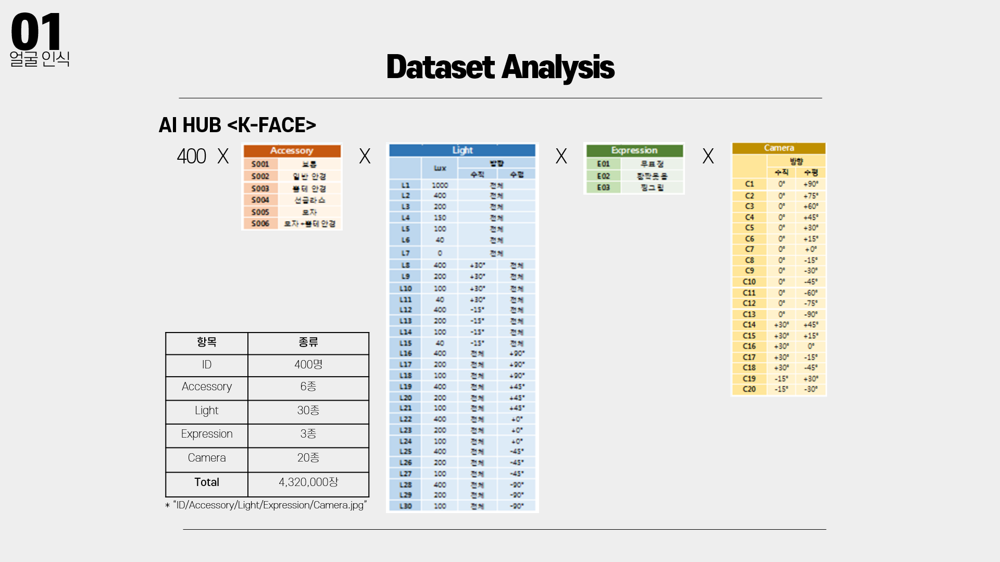 01
얼굴 인식
Dataset Analysis
AI HUB <K-FACE>
400 X
Accessory
S001 보통
S002 일반 안경
S003 뿔테 안경
S004 선글라스
S005 모자
S006 모자+뿔테안경
X
Light
Lux 방향
수직 수평
L1 1000 전체
L2 400 전체
L3 200 전체
L4 150 전체
L5 100 전체
L6 40 전체
L7 0 전체
L8 400 +30° 전체
L9 200 +30° 전체
L10 100 +30° 전체
L11 40 +30° 전체
L12 400 -15° 전체
L13 200 -15° 전체
L14 100 -15° 전체
L15 40 -15° 전체
L16 400 전체 +90°
L17 200 전체 +90°
L18 100 전체 +90°
L19 400 전체 +45°
L20 200 전체 +45°
L21 100 전체 +45°
L22 400 전체 +0°
L23 200 전체 +0°
L24 100 전체 +0°
L25 400 전체 -45°
L26 200 전체 -45°
L27 100 전체 -45°
L28 400 전체 -90°
L29 200 전체 -90°
L30 100 전체 -90°
X
Expression
E01 무표정
E02 활짝웃음
E03 찡그림
X
Camera
방향
수직 수평
C1 0° +90°
C2 0° +75°
C3 0° +60°
C4 0° +45°
C5 0° +30°
C6 0° +15°
C7 0° +0°
C8 0° -15°
C9 0° -30°
C10 0° -45°
C11 0° -60°
C12 0° -75°
C13 0° -90°
C14 +30° +45°
C15 +30° +15°
C16 +30° 0°
C17 +30° -15°
C18 +30° -45°
C19 -15° +30°
C20 -15° -30°
항목 종류
ID 400명
Accessory 6종
Light 30종
Expression 3종
Camera 20종
Total 4,320,000장
* “ID/Accessory/Light/Expression/Camera.jpg”